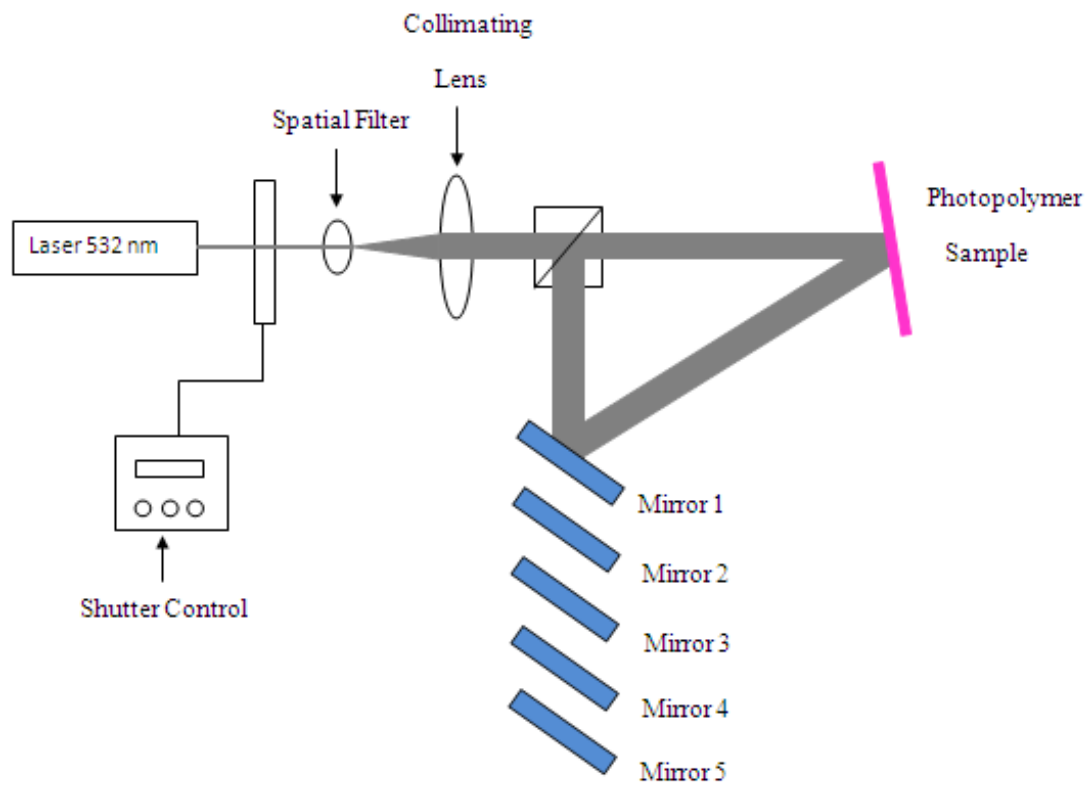 Collimating
Lens
Spatial Filter
Laser 532 nm
Photopolymer
Sample
Mirror 1
Mirror 2
Shutter Control
Mirror 3
Mirror 4
Mirror 5